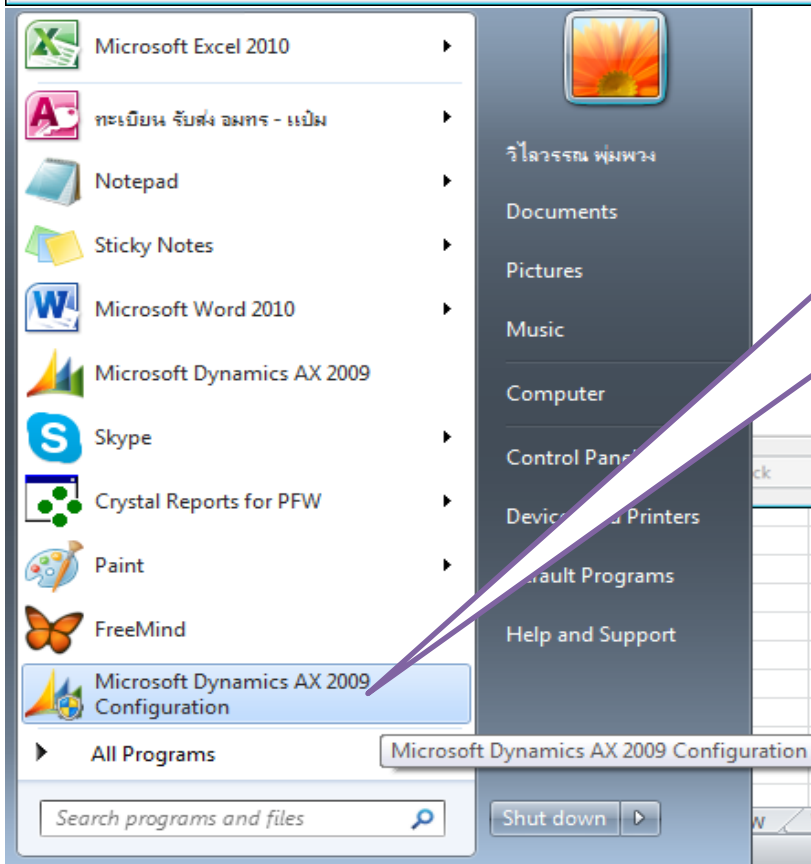 Microsoft Excel 2010
ทะเบียน รับส่ง อมทร - แป้ม
Notepad
Sticky Notes
Microsoft Word 2010
Microsoft Dynamics AX 2009
Skype
Crystal Reports for PFW
Paint
FreeMind
Microsoft Dynamics AX 2009
Configuration
All Programs
Search programs and files
วิไลวรรณ พุ่มพวง
Documents
Pictures
Music
Computer
Control Pane
Devic Printers
ault Programs
Help and Support
Microsoft Dynamics AX 2009 Configuration
Shut down
ck
W